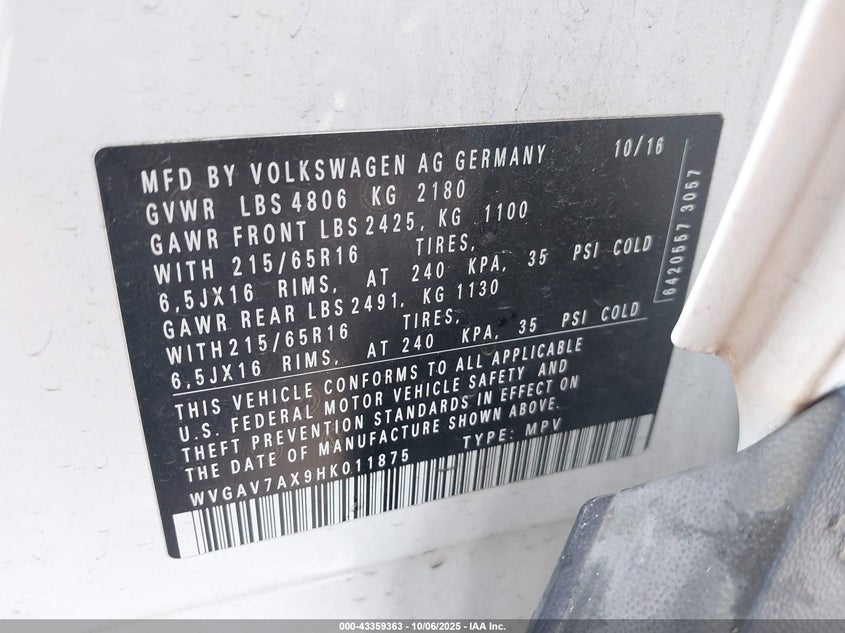 MFD BY VOLKSWAGEN AG GERMANY 10/16
GVWR LBS 4806 KG 2180
GAWR FRONT LBS 2425, KG 1100
WITH 215/65R16 TIRES,
6,5JX16 RIMS, AT 240 KPA, 35 PSI COLD
GAWR REAR LBS 2491, KG 1130
WITH 215/65R16 TIRES,
6,5JX16 RIMS, AT 240 KPA, 35 PSI COLD
THIS VEHICLE CONFORMS TO ALL APPLICABLE
U.S. FEDERAL MOTOR VEHICLE SAFETY AND
THEFT PREVENTION STANDARDS IN EFFECT ON
THE DATE OF MANUFACTURE SHOWN ABOVE.
WVGAV7AX9HK011875 TYPE: MPV
6420557 3057
000-43359363 - 10/06/2025 - IAA Inc.